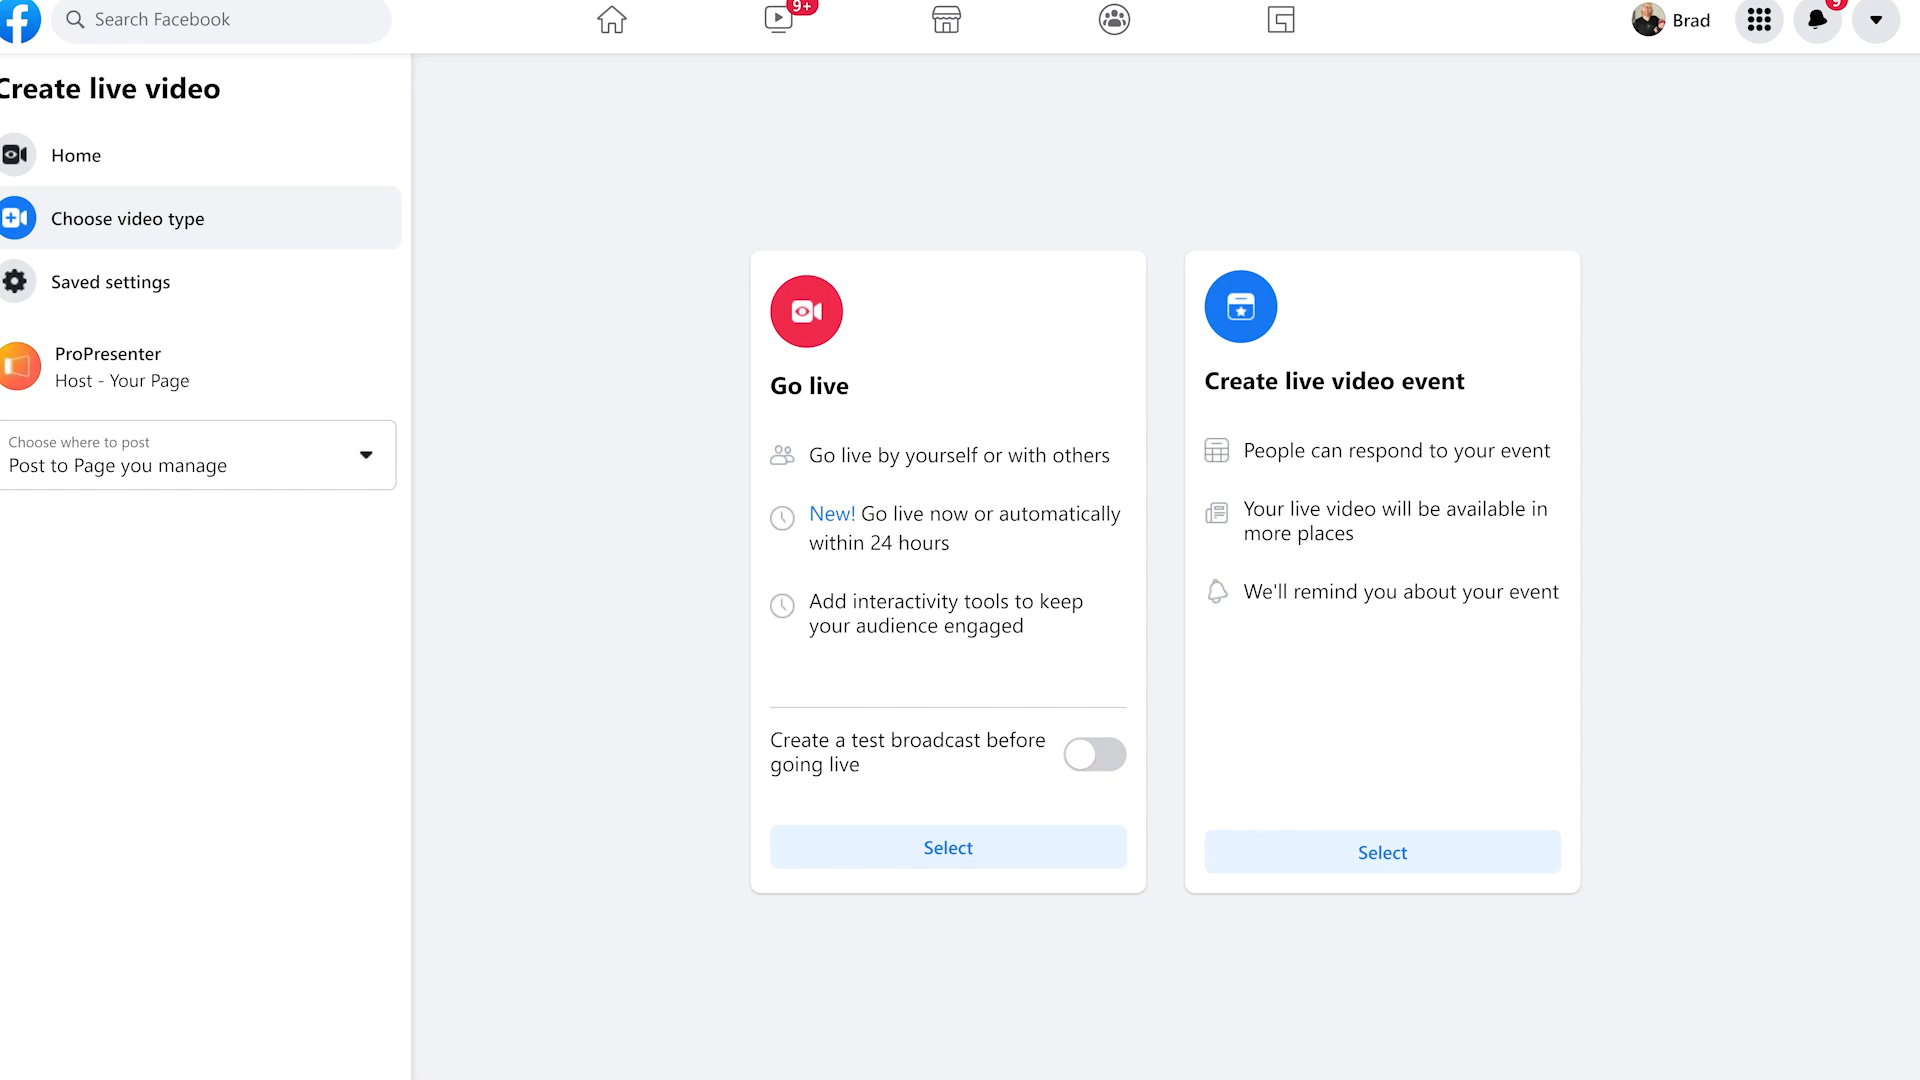 Search Facebook
9+
Brad
9
Create live video
Home
Choose video type
Saved settings
ProPresenter
Host - Your Page
Choose where to post
Post to Page you manage
Go live
Go live by yourself or with others
New! Go live now or automatically
within 24 hours
Add interactivity tools to keep
your audience engaged
Create a test broadcast before
going live
Select
Create live video event
People can respond to your event
Your live video will be available in
more places
We'll remind you about your event
Select